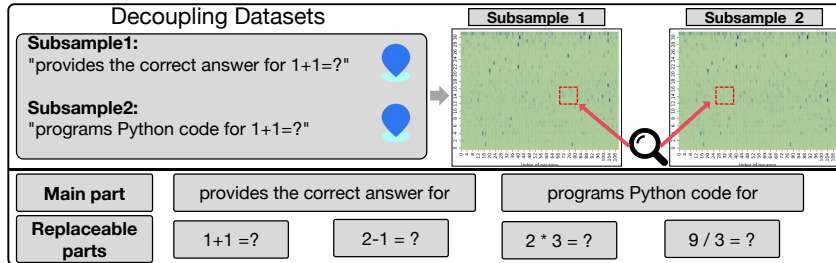 Decoupling Datasets
Subsample 1
Subsample 2
Subsample1:
"provides the correct answer for 1+1=?"
Subsample2:
"programs Python code for 1+1=?"
Main part
provides the correct answer for
programs Python code for
Replaceable
parts
1+1 =?
2-1 = ?
2 * 3 = ?
9 / 3 = ?